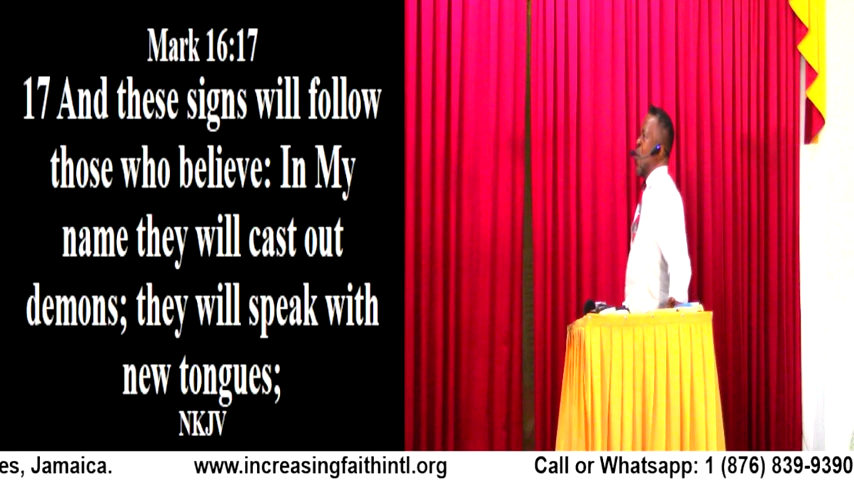 Mark 16:17
17 And these signs will follow
those who believe: In My
name they will cast out
demons; they will speak with
new tongues;
NKJV
es, Jamaica. www.increasingfaithintl.org Call or Whatsapp: 1 (876) 839-9390